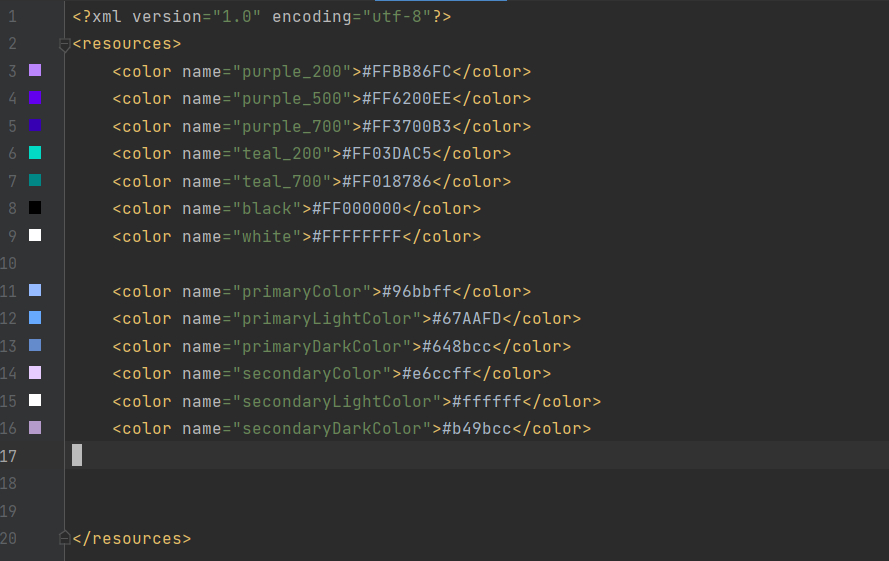 1 <?xml version="1.0" encoding="utf-8"?>
2 <resources>
3 <color name="purple_200">#FFBB86FC</color>
4 <color name="purple_500">#FF6200EE</color>
5 <color name="purple_700">#FF3700B3</color>
6 <color name="teal_200">#FF03DAC5</color>
7 <color name="teal_700">#FF018786</color>
8 <color name="black">#FF000000</color>
9 <color name="white">#FFFFFFFF</color>
10
11 <color name="primaryColor">#96bbff</color>
12 <color name="primaryLightColor">#67AAFD</color>
13 <color name="primaryDarkColor">#648bcc</color>
14 <color name="secondaryColor">#e6ccff</color>
15 <color name="secondaryLightColor">#ffffff</color>
16 <color name="secondaryDarkColor">#b49bcc</color>
17
18
19
20 </resources>